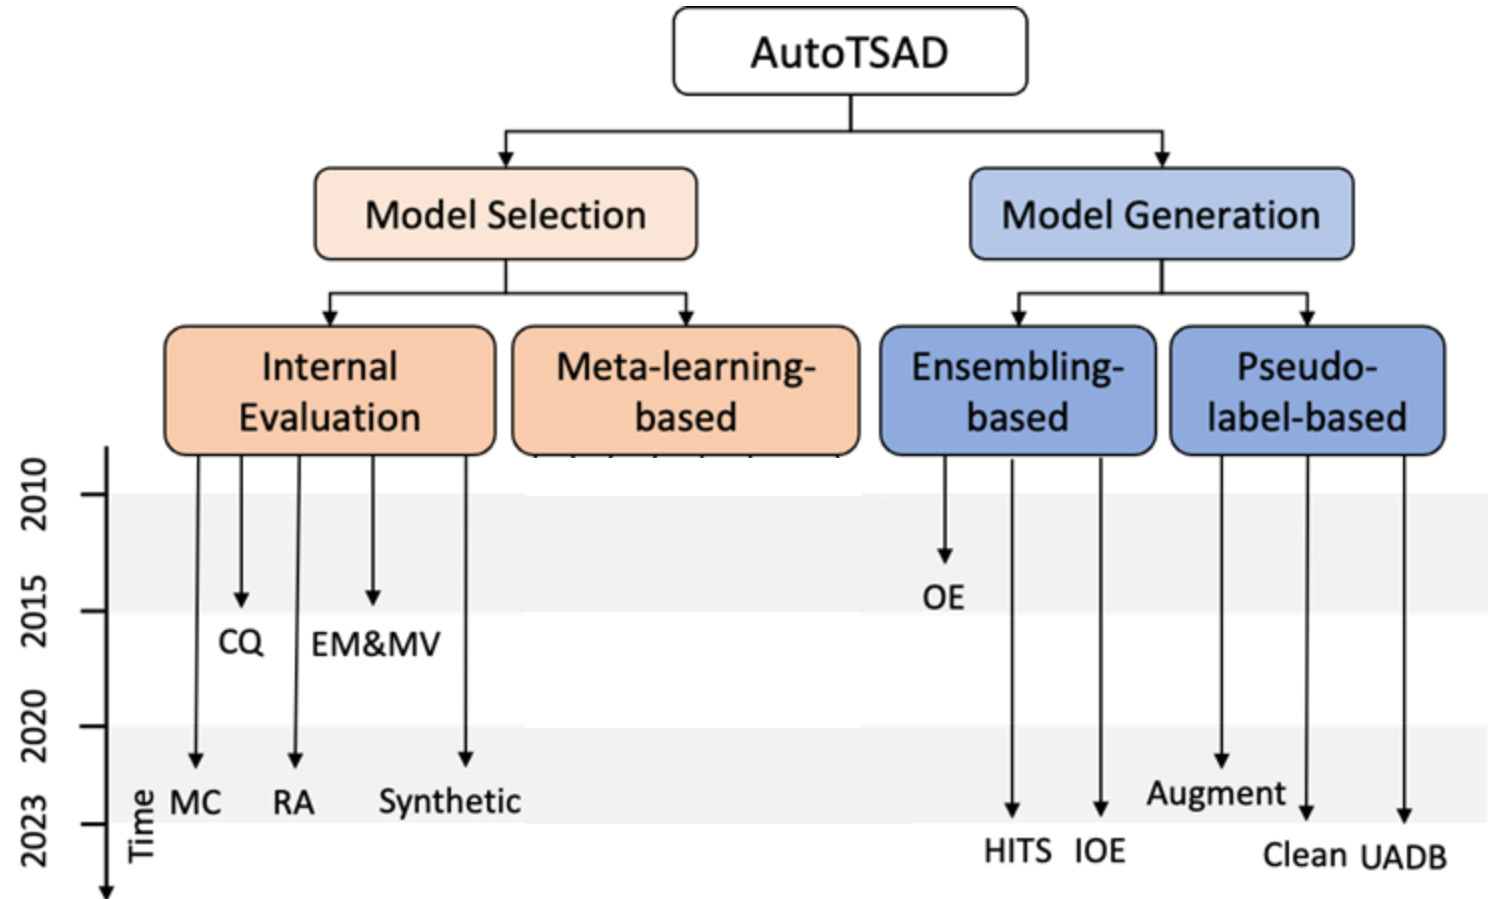 AutoTSAD
Model Selection
Model Generation
Internal
Evaluation
Meta-learning-
based
Ensembling-
based
Pseudo-
label-based
2010
2015
2020
2023
Time
OE
CQ
EM&MV
MC
RA
Synthetic
Augment
HITS
IOE
Clean
UADB